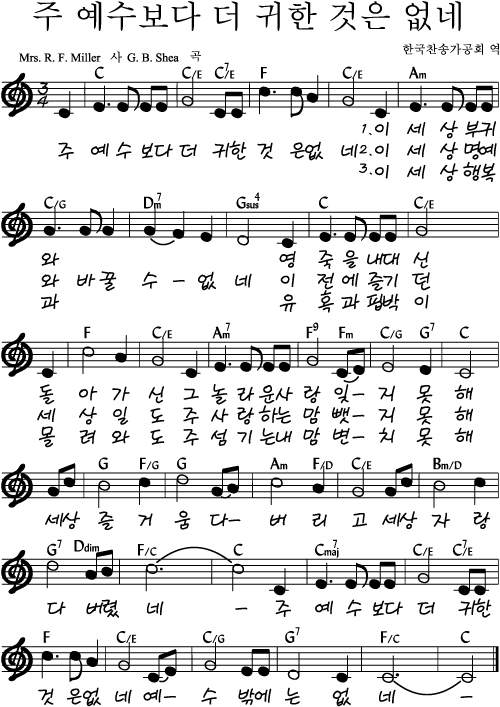 주 예수보다 더 귀한 것은 없네
Mrs. R. F. Miller 사 G. B. Shea 곡
한국찬송가공회 역
C C/E C7/E F C/E Am
3/4
1.이 세 상 부귀
주 예 수 보다 더 귀한 것 은없 네 2.이 세 상 명예
3.이 세 상 행복
C/G Dm7 Gsus4 C C/E
와 영 죽 을 내대 신
와 바 꿀 수 - 없 네 이 전 에 즐기 던
과 유 혹 과 핍박 이
F C/E Am7 F9 Fm C/G G7 C
돌 아 가 신 그 놀 라 운사 랑 잊- 지 못 해
세 상 일 도 주 사 랑 하는 맘 뺏- 지 못 해
몰 려 와 도 주 섬 기 는내 맘 변- 치 못 해
G F/G G Am F/D C/E Bm/D
세상 즐 거 움 다- 버 리 고 세상 자 랑
G7 Ddim F/C C Cmaj7 C/E C7/E
다 버렸 네 - 주 예 수 보다 더 귀한
F C/E C/G G7 F/C C
것 은없 네 예- 수 밖에 는 없 네 -